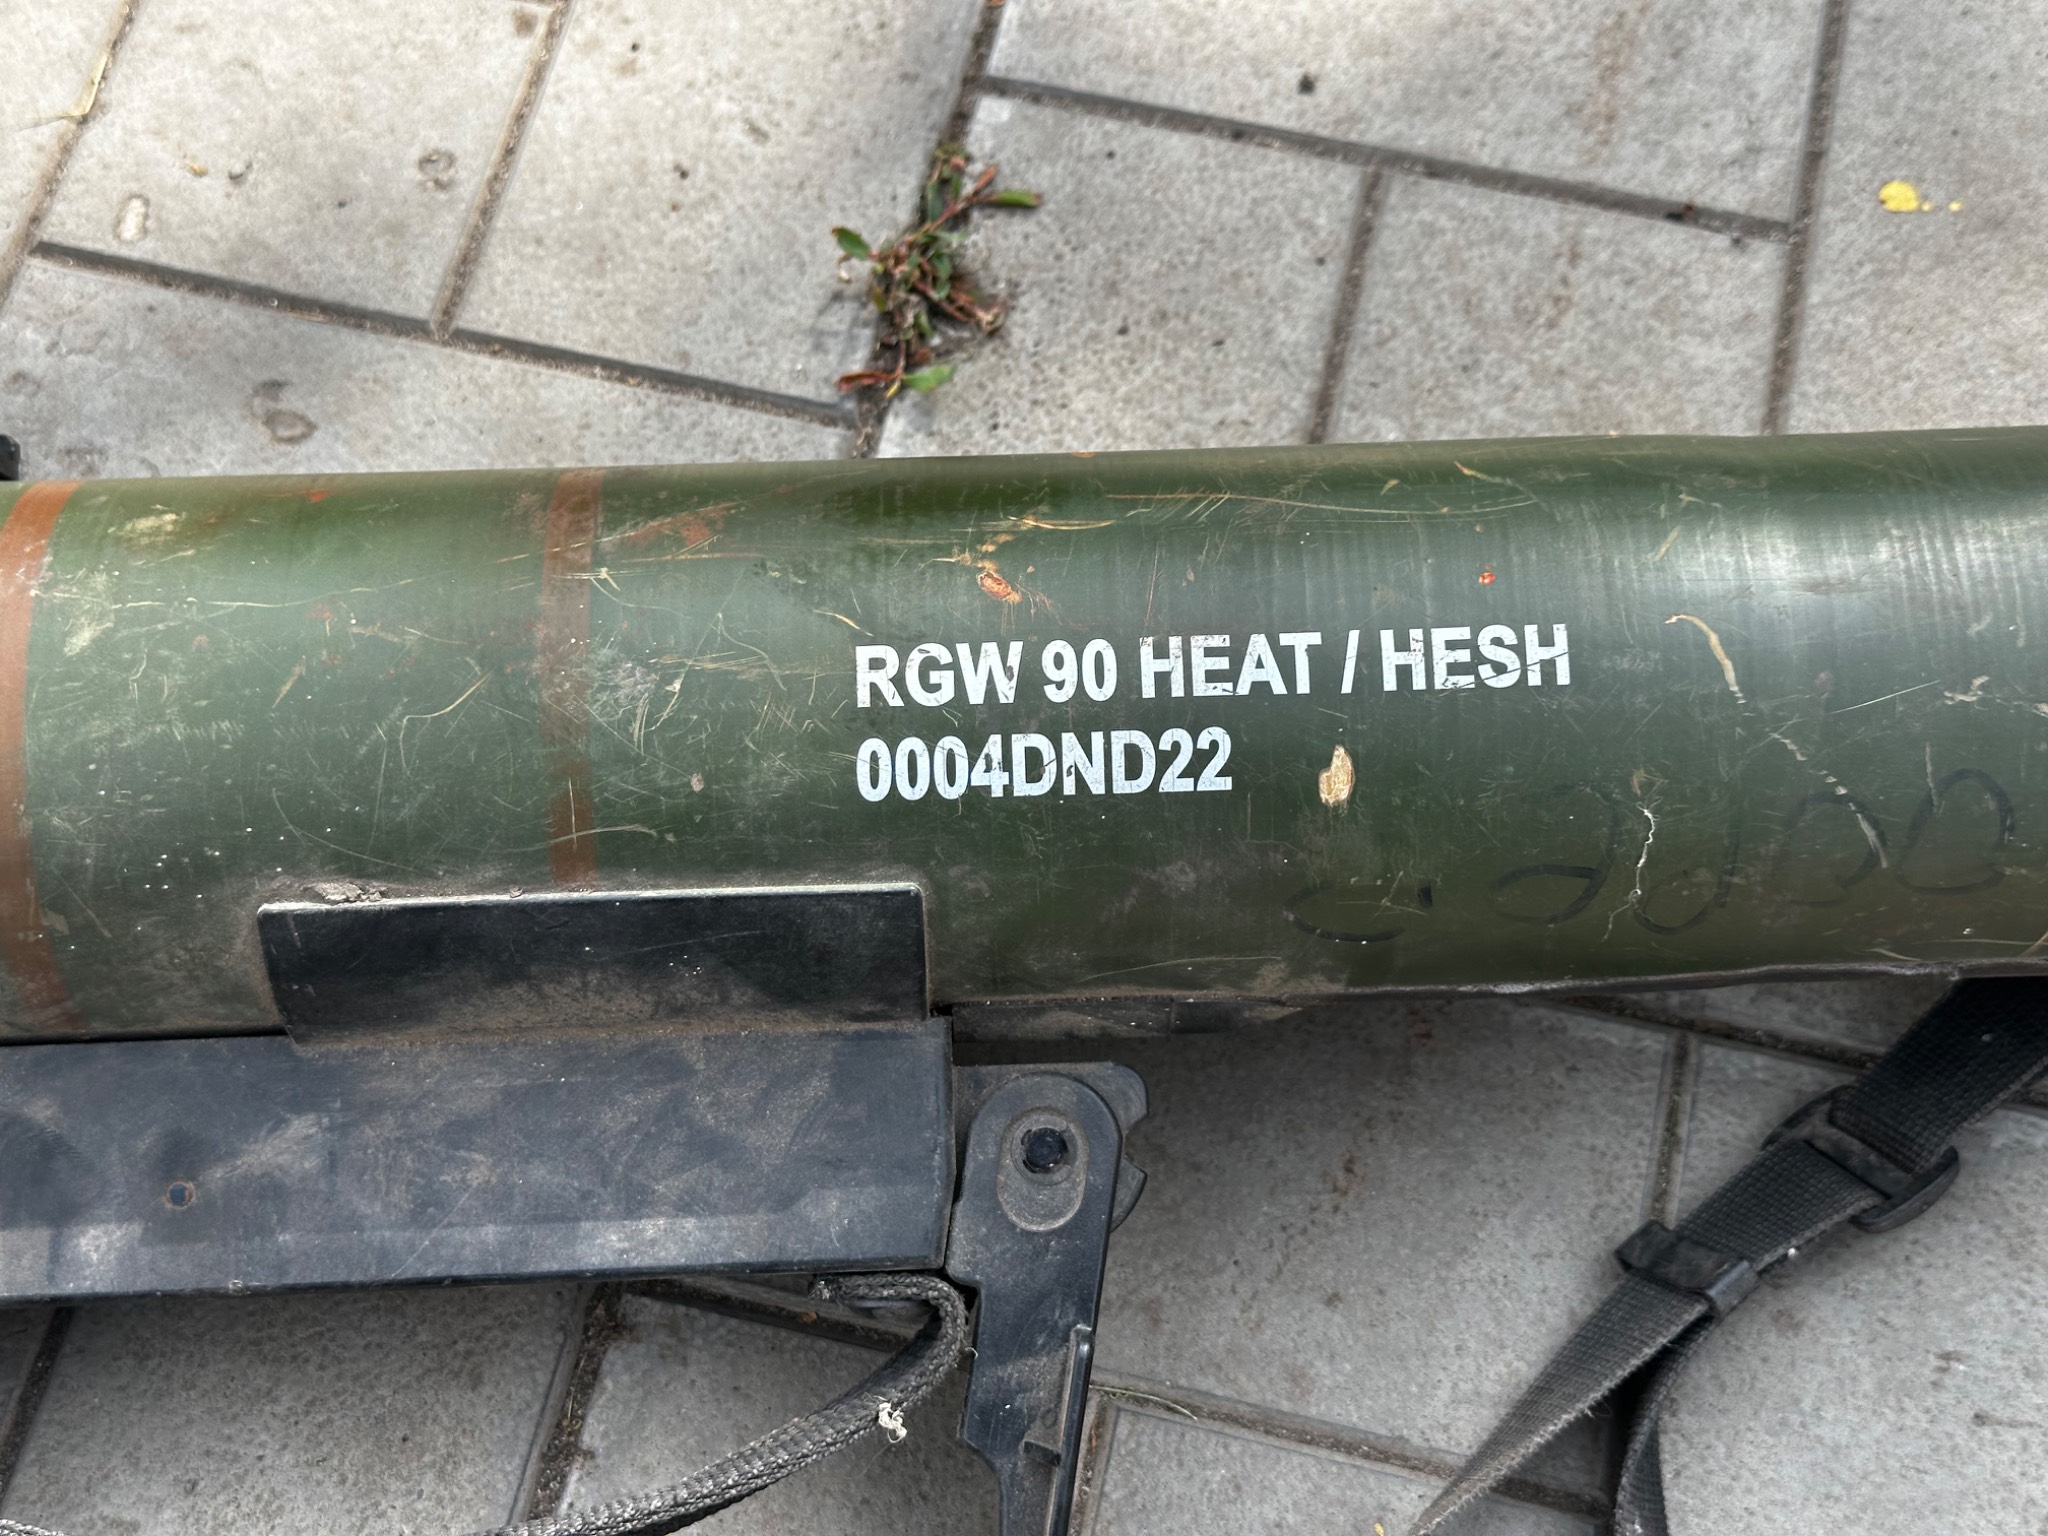 RGW 90 HEAT / HESH
0004DND22